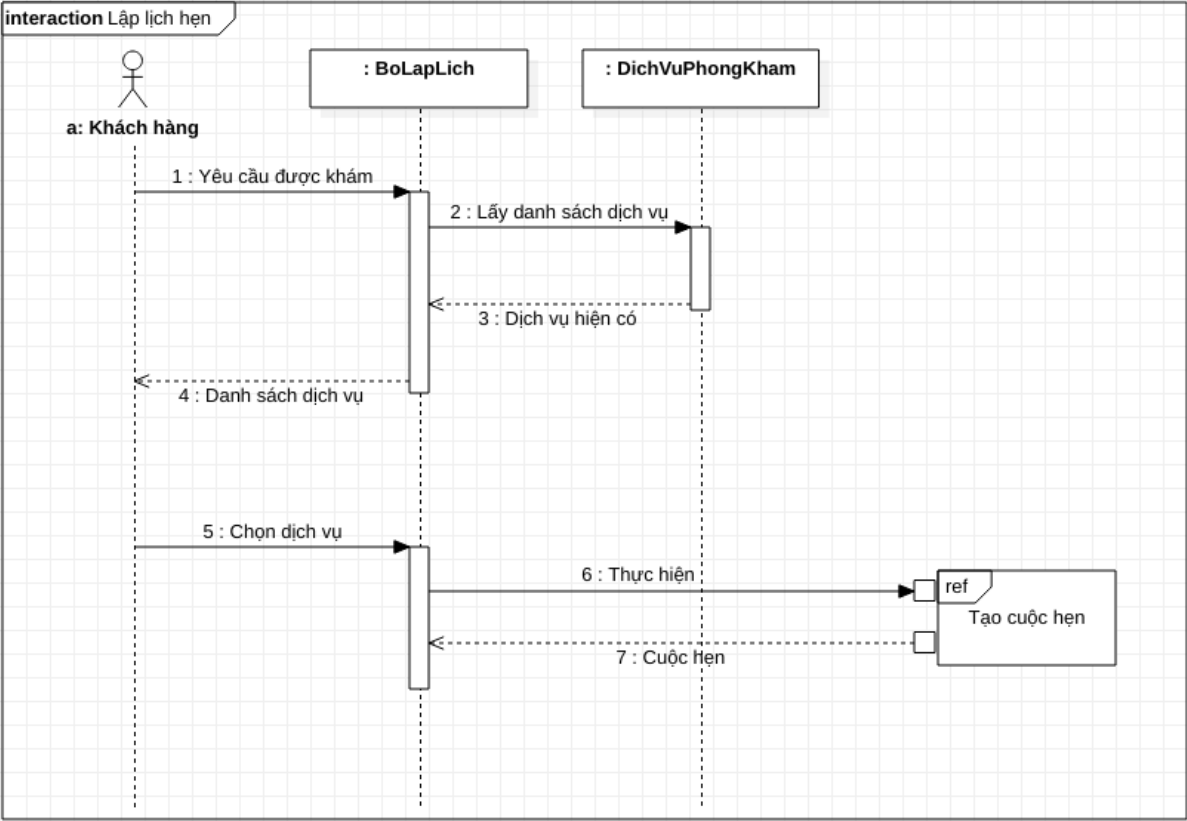 interaction Lập lịch hẹn
: BoLapLich
: DichVuPhongKham
a: Khách hàng
1 : Yêu cầu được khám
2 : Lấy danh sách dịch vụ
3 : Dịch vụ hiện có
4 : Danh sách dịch vụ
5 : Chọn dịch vụ
6 : Thực hiện
ref
Tạo cuộc hẹn
7 : Cuộc hẹn